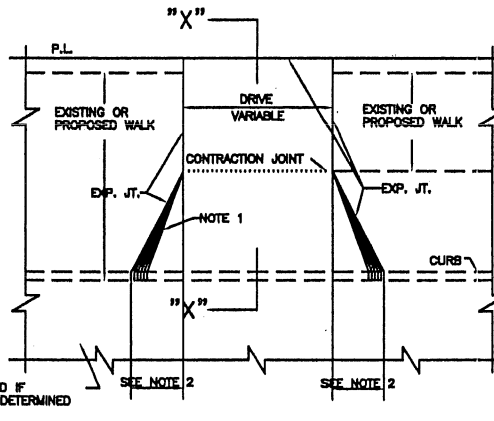 "X"
P.L.
DRIVE
VARIABLE
EXISTING OR
PROPOSED WALK
EXISTING OR
PROPOSED WALK
CONTRACTION JOINT
EXP. JT.
EXP. JT.
NOTE 1
CURB
"X"
SEE NOTE 2
SEE NOTE 2
D IF
DETERMINED